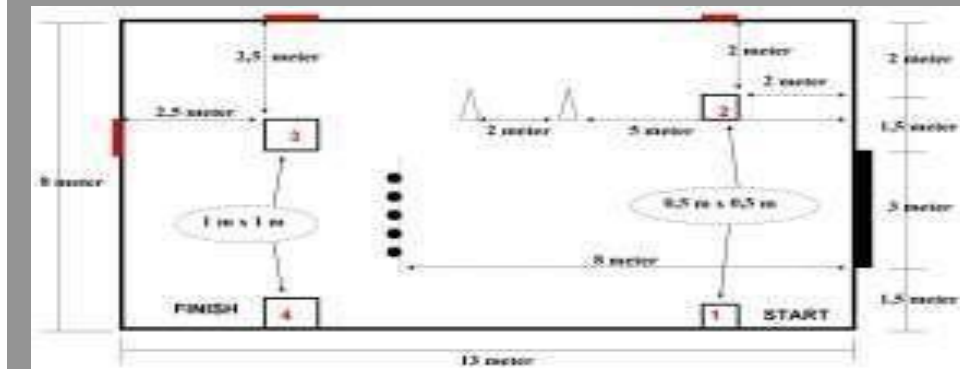 2,5 meter
2 meter
2 meter
2 meter
2.5 meter
3
2 meter
5 meter
2
1.5 meter
8 meter
1 m x 1 m
0.5 m x 0.5 m
3 meter
8 meter
1.5 meter
FINISH
4
1
START
13 meter